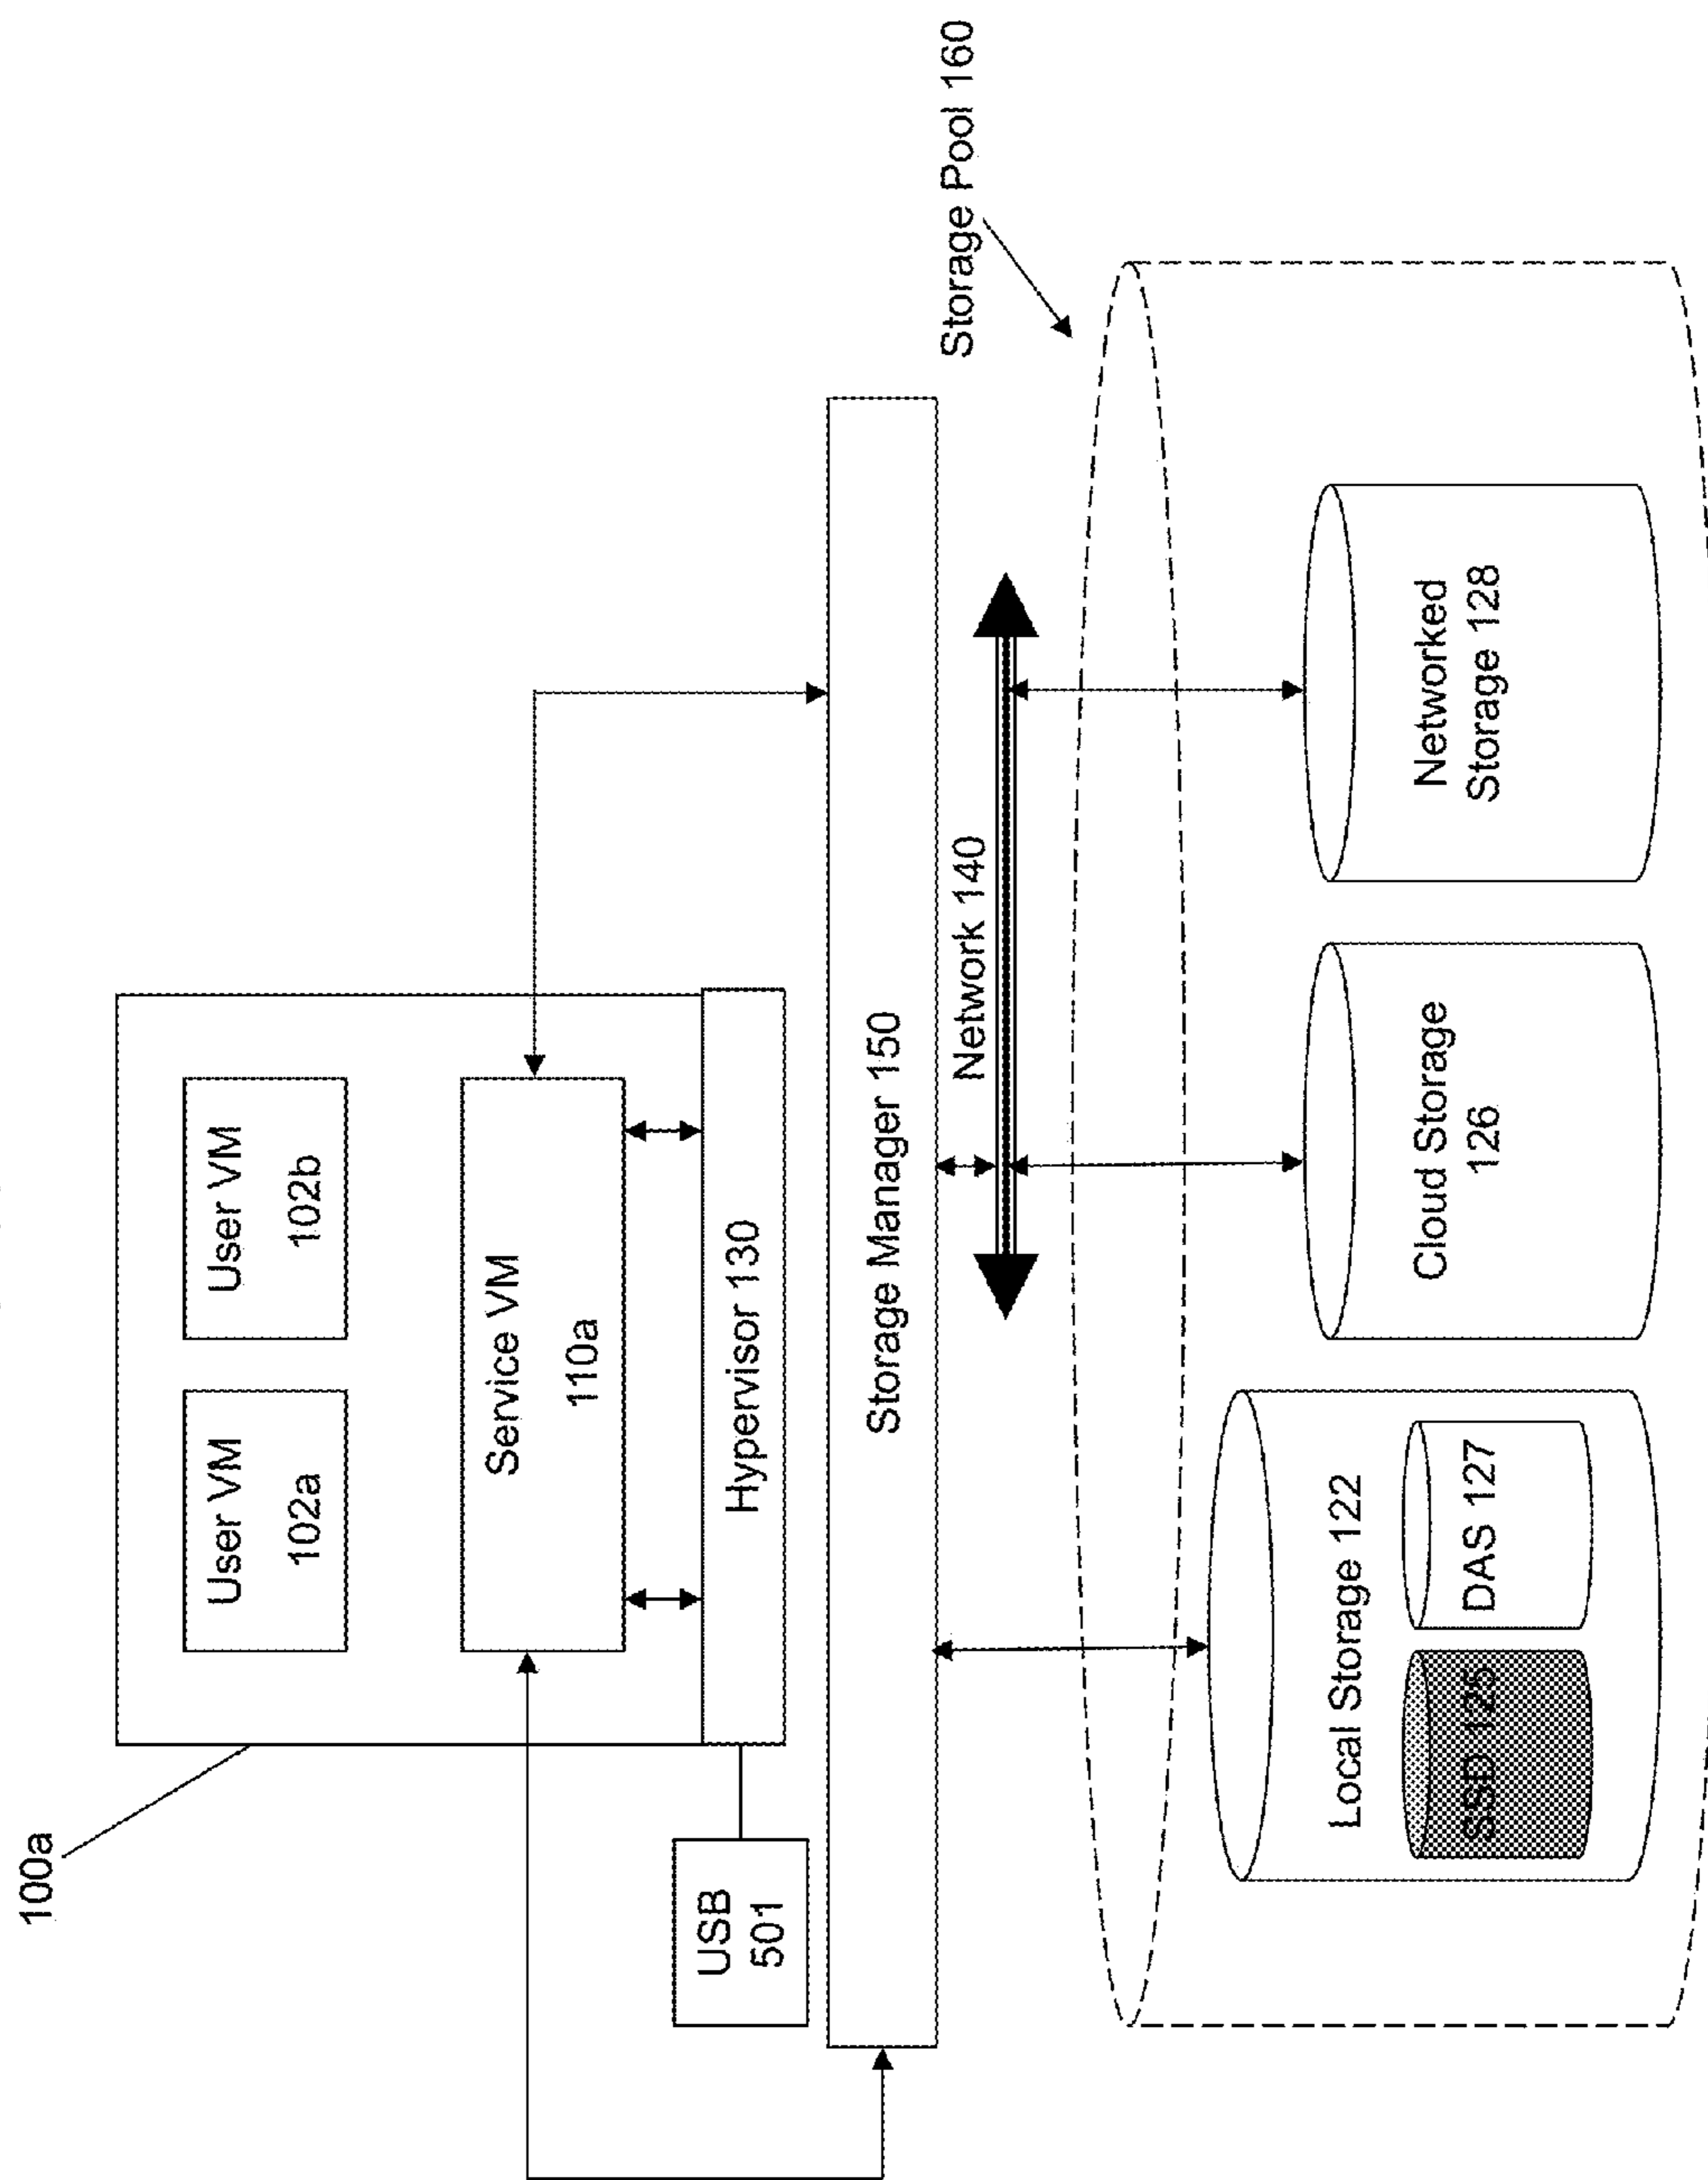 100a
User VM
102a
User VM
102b
Service VM
110a
Hypervisor 130
USB
501
Storage Manager 150
Network 140
Storage Pool 160
Local Storage 122
SSD 125
DAS 127
Cloud Storage
126
Networked
Storage 128